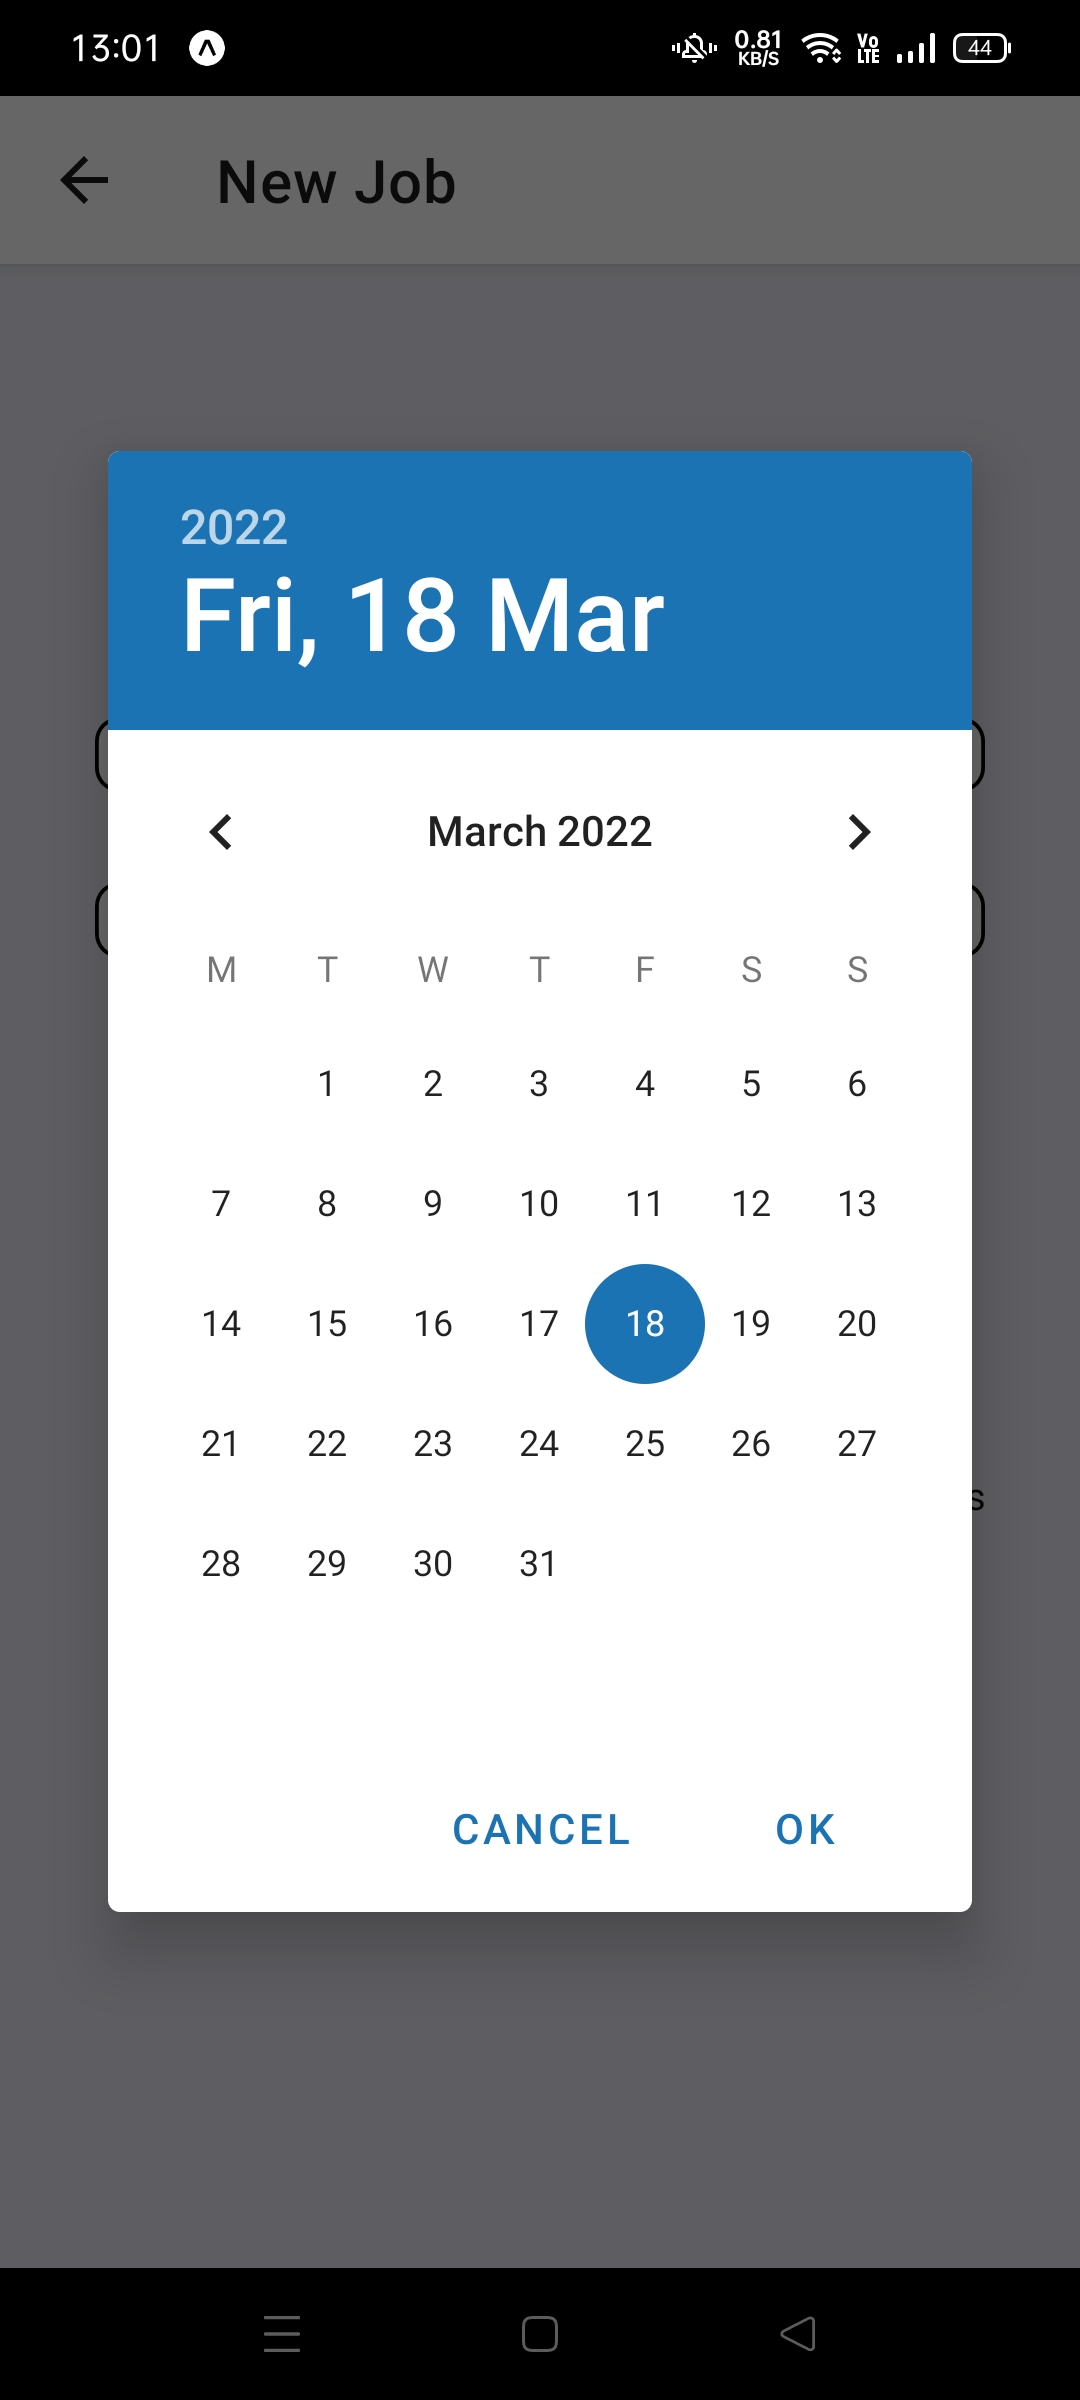 13:01 0.81 KB/S Vo LTE 44
New Job
2022
Fri, 18 Mar
March 2022
M T W T F S S
1 2 3 4 5 6
7 8 9 10 11 12 13
14 15 16 17 18 19 20
21 22 23 24 25 26 27
s
28 29 30 31
CANCEL OK